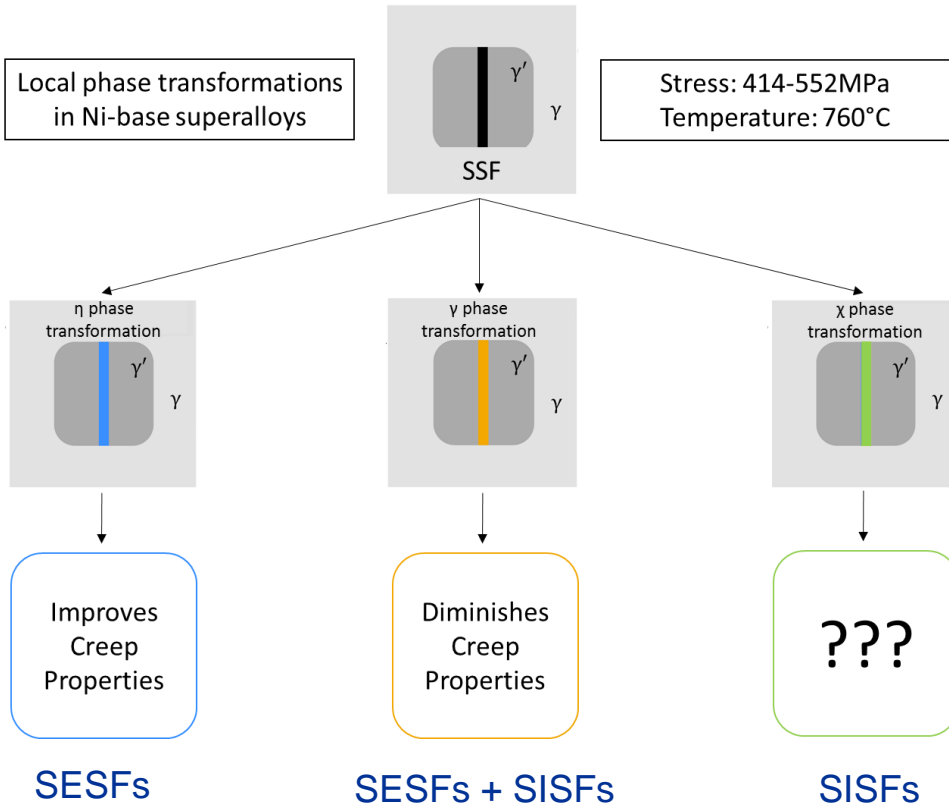 Local phase transformations
in Ni-base superalloys
γ′
γ
SSF
Stress: 414-552MPa
Temperature: 760°C
η phase
transformation
γ′
γ
γ phase
transformation
γ′
γ
χ phase
transformation
γ′
γ
Improves
Creep
Properties
Diminishes
Creep
Properties
???
SESFs
SESFs + SISFs
SISFs